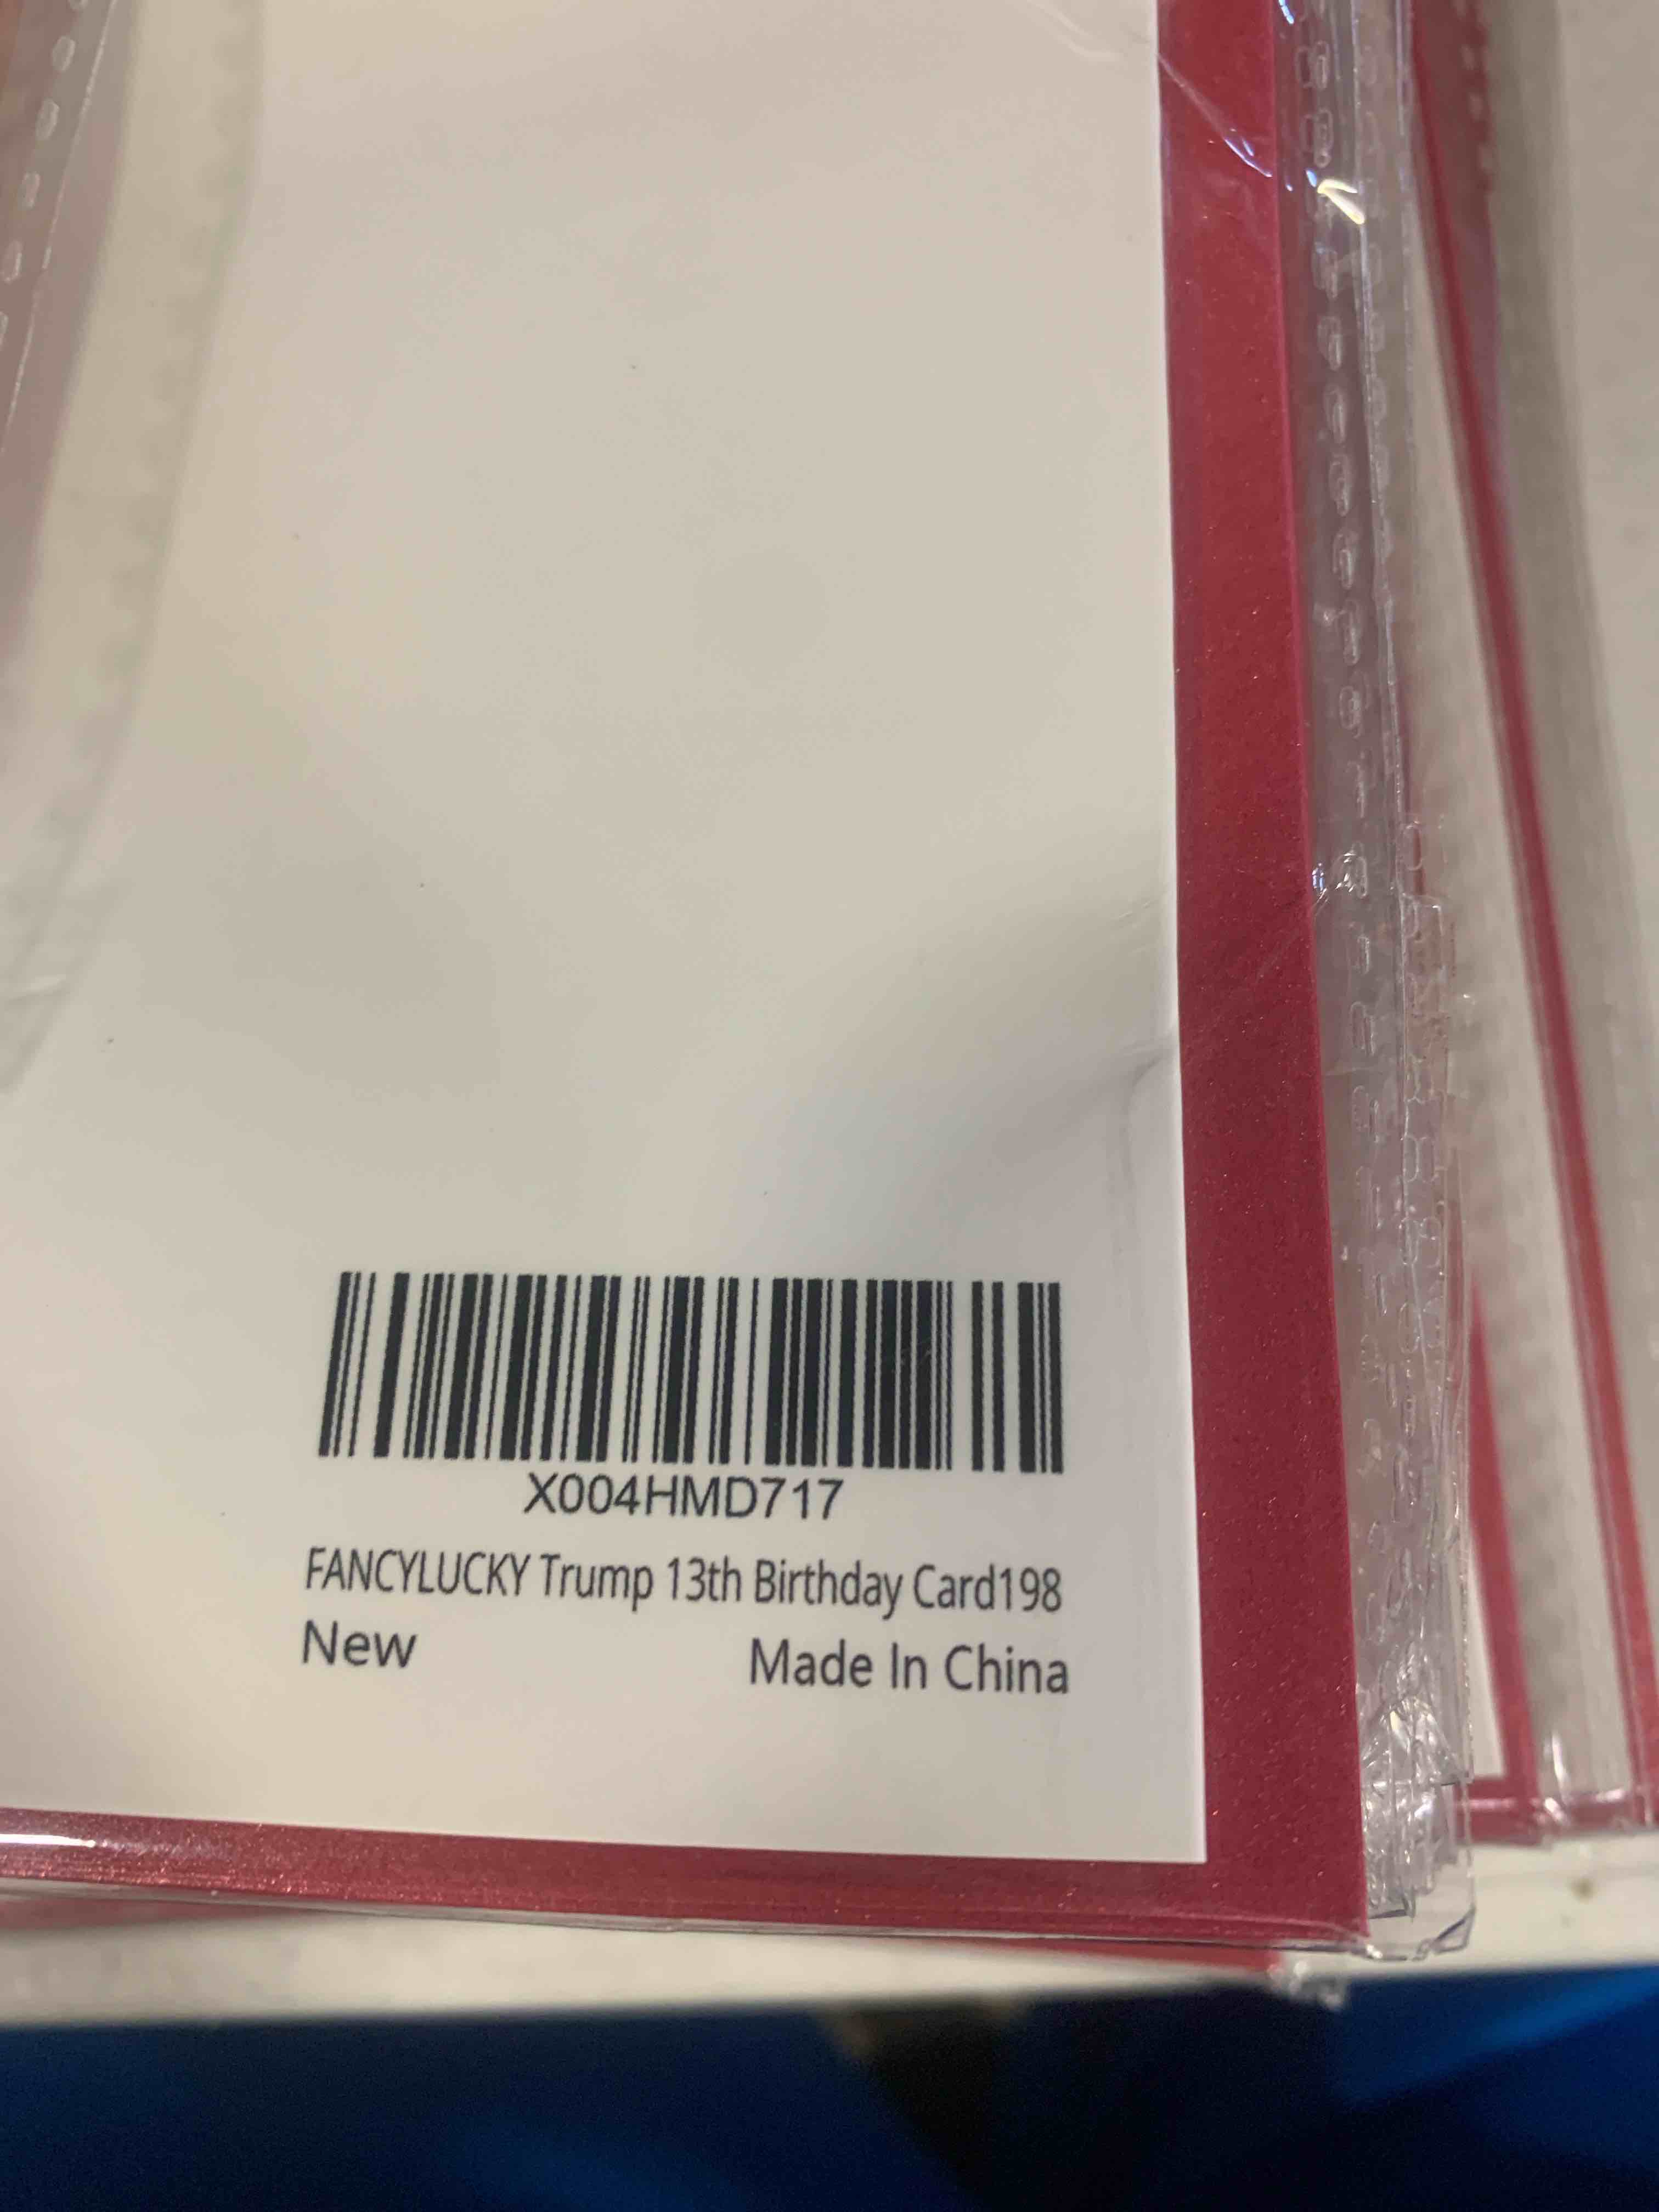 X004HMD717
FANCYLUCKY Trump 13th Birthday Card198
New
Made In China